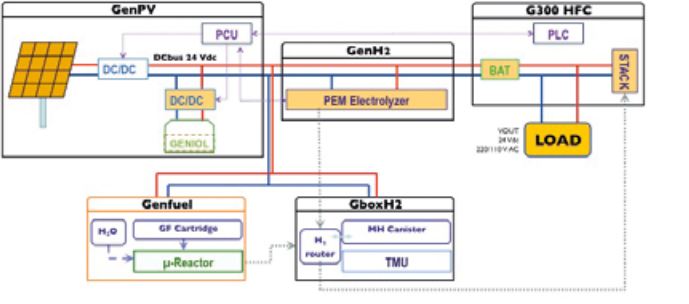 GenPV
G300 HFC
PCU
PLC
GenH2
DCbus 24 Vdc
DC/DC
BAT
STACK
DC/DC
PEM Electrolyzer
GENIOL
VOUT
24 Vdc
220/110 V AC
LOAD
Genfuel
GboxH2
H2O
GF Cartridge
MH Canister
H2
router
μ-Reactor
TMU